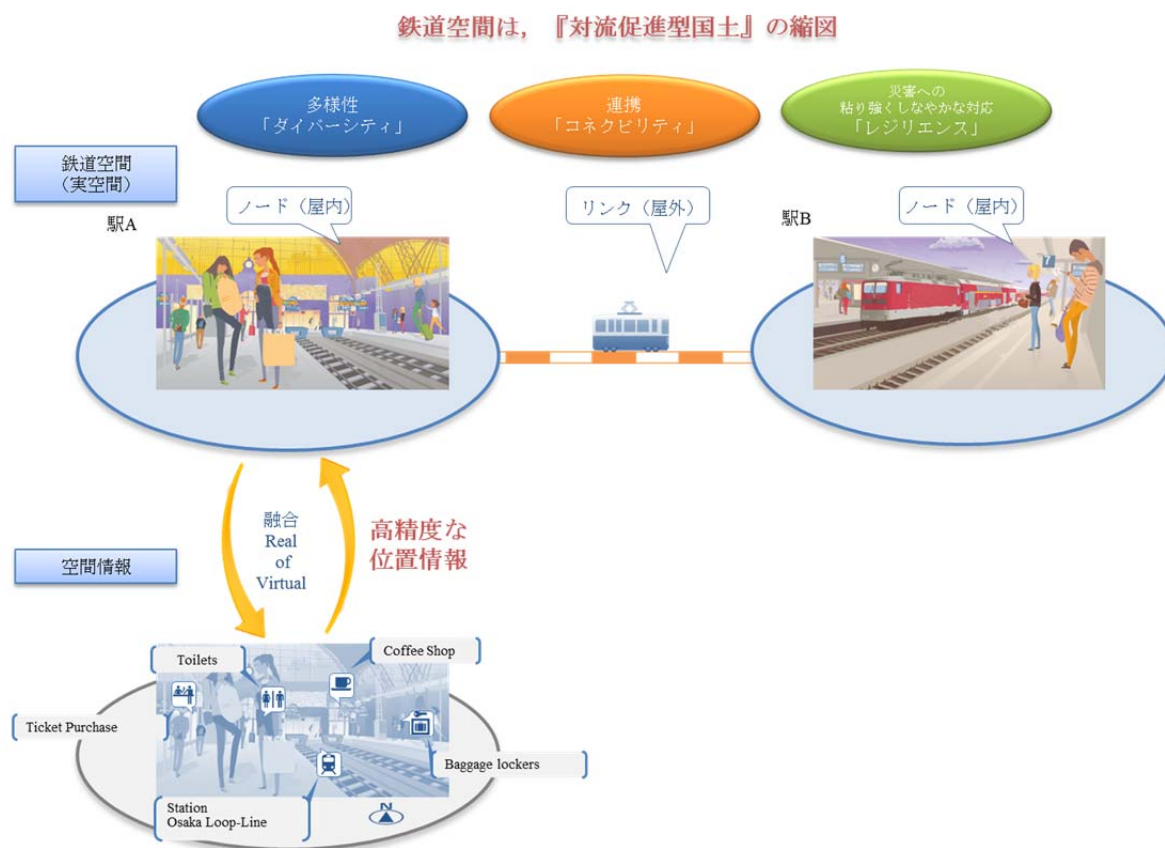 鉄道空間は，『対流促進型国土』の縮図
多様性
「ダイバーシティ」
連携
「コネクビリティ」
災害への
粘り強くしなやかな対応
「レジリエンス」
鉄道空間
（実空間）
駅A
ノード（屋内）
リンク（屋外）
駅B
ノード（屋内）
7
融合
Real
of
Virtual
高精度な
位置情報
空間情報
Toilets
Coffee Shop
Ticket Purchase
Baggage lockers
Station
Osaka Loop-Line
N